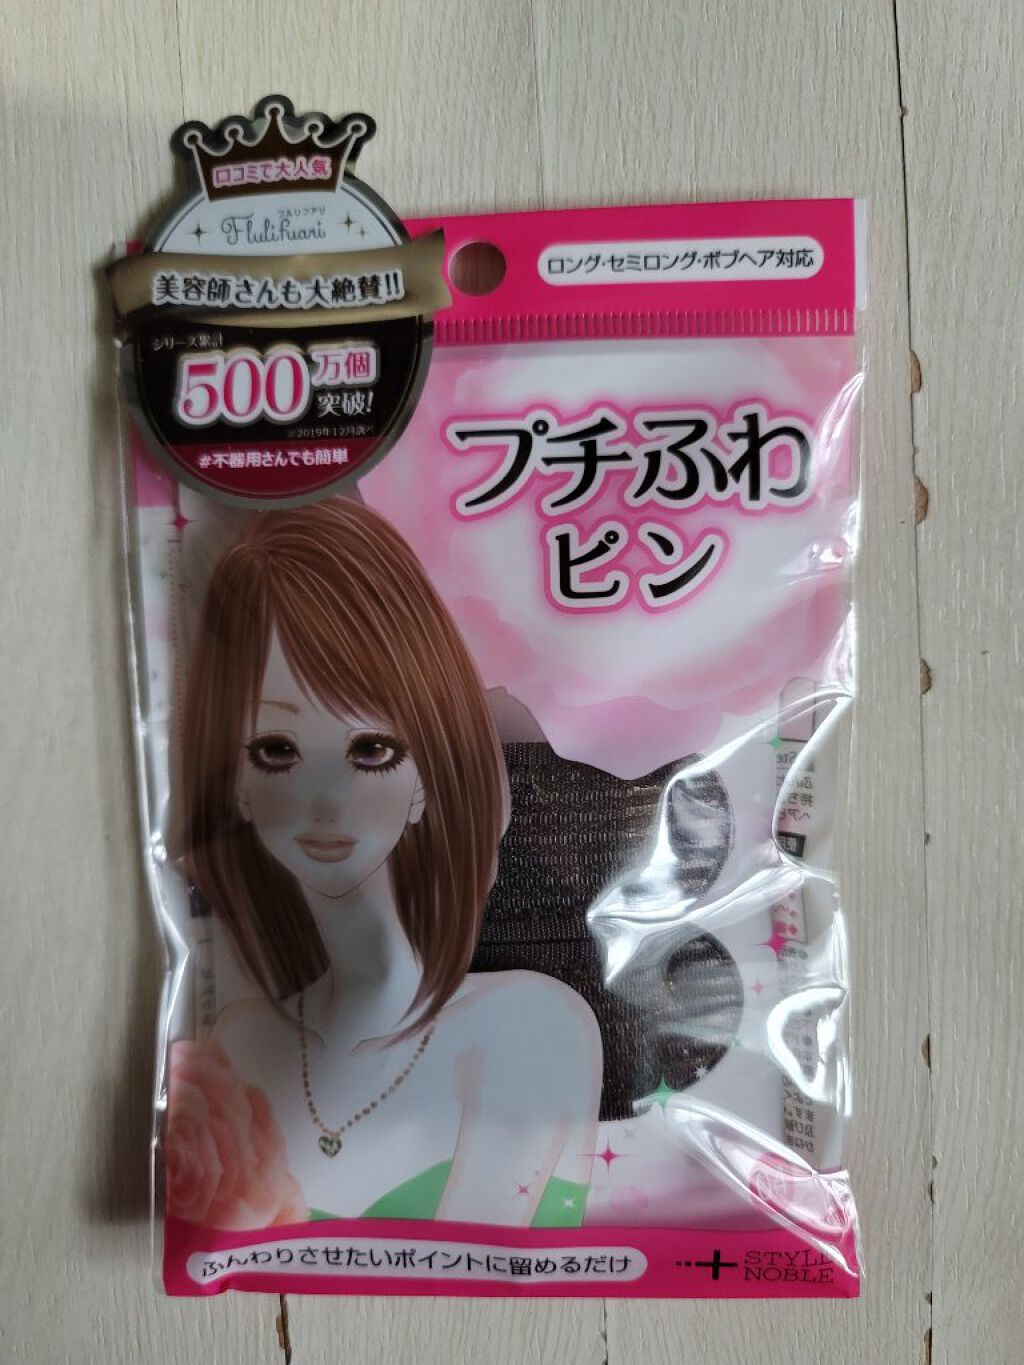 口コミで大人気
フルリフアリ
Flulifuari
美容師さんも大絶賛!!
シリーズ累計
500万個
突破!
※2019年12月調べ
#不器用さんでも簡単
ロング・セミロング・ボブヘア対応
プチふわ
ピン
ふんわりさせたいポイントに留めるだけ
STYLE
NOBLE